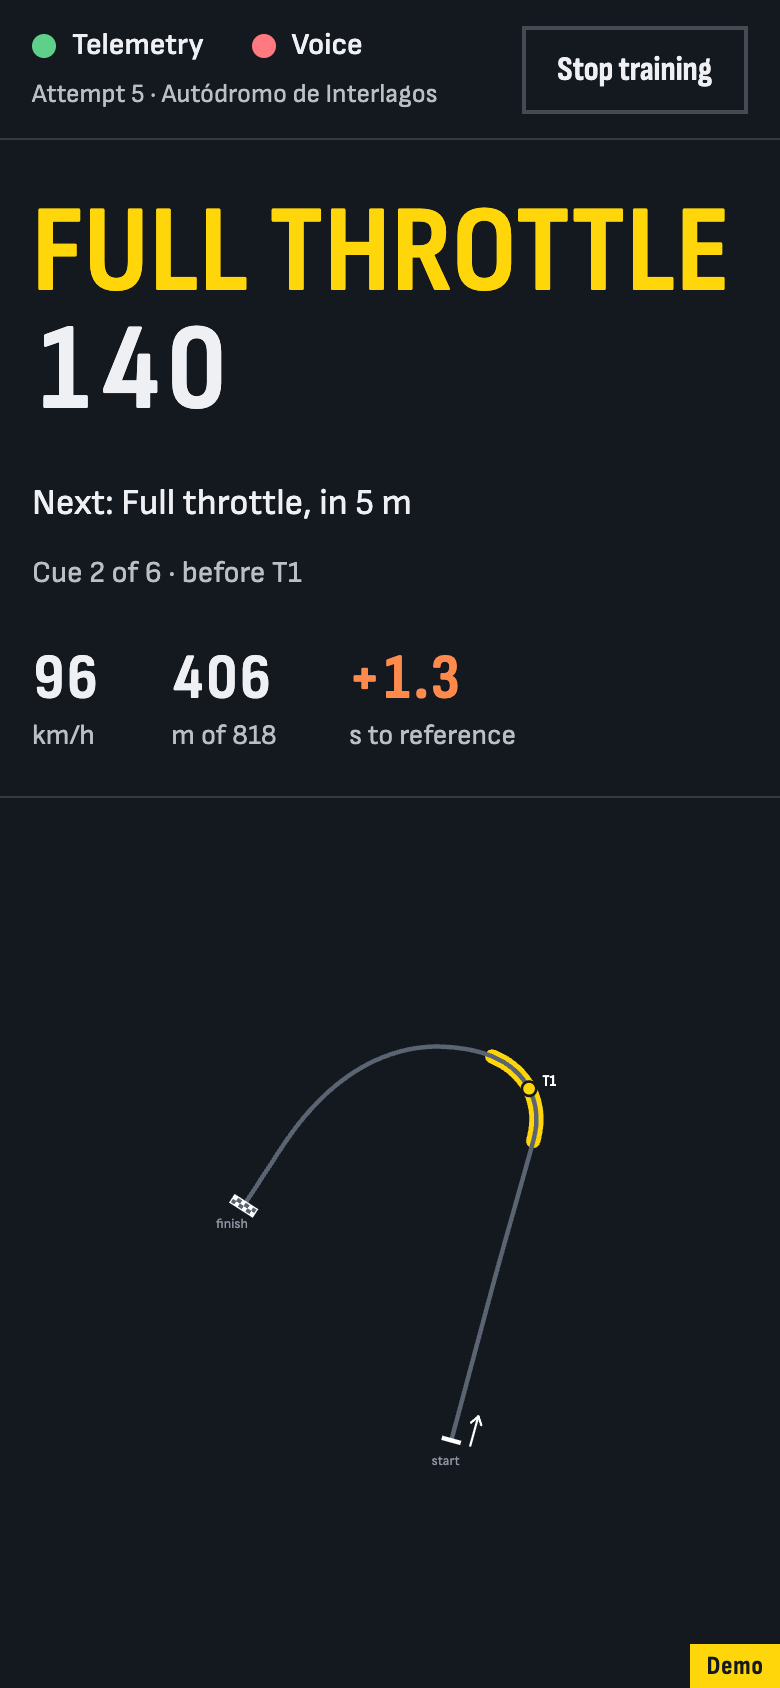 Telemetry Voice
Attempt 5 · Autódromo de Interlagos
Stop training
FULL THROTTLE
140
Next: Full throttle, in 5 m
Cue 2 of 6 · before T1
96 406 +1.3
km/h m of 818 s to reference
T1
finish
start
Demo